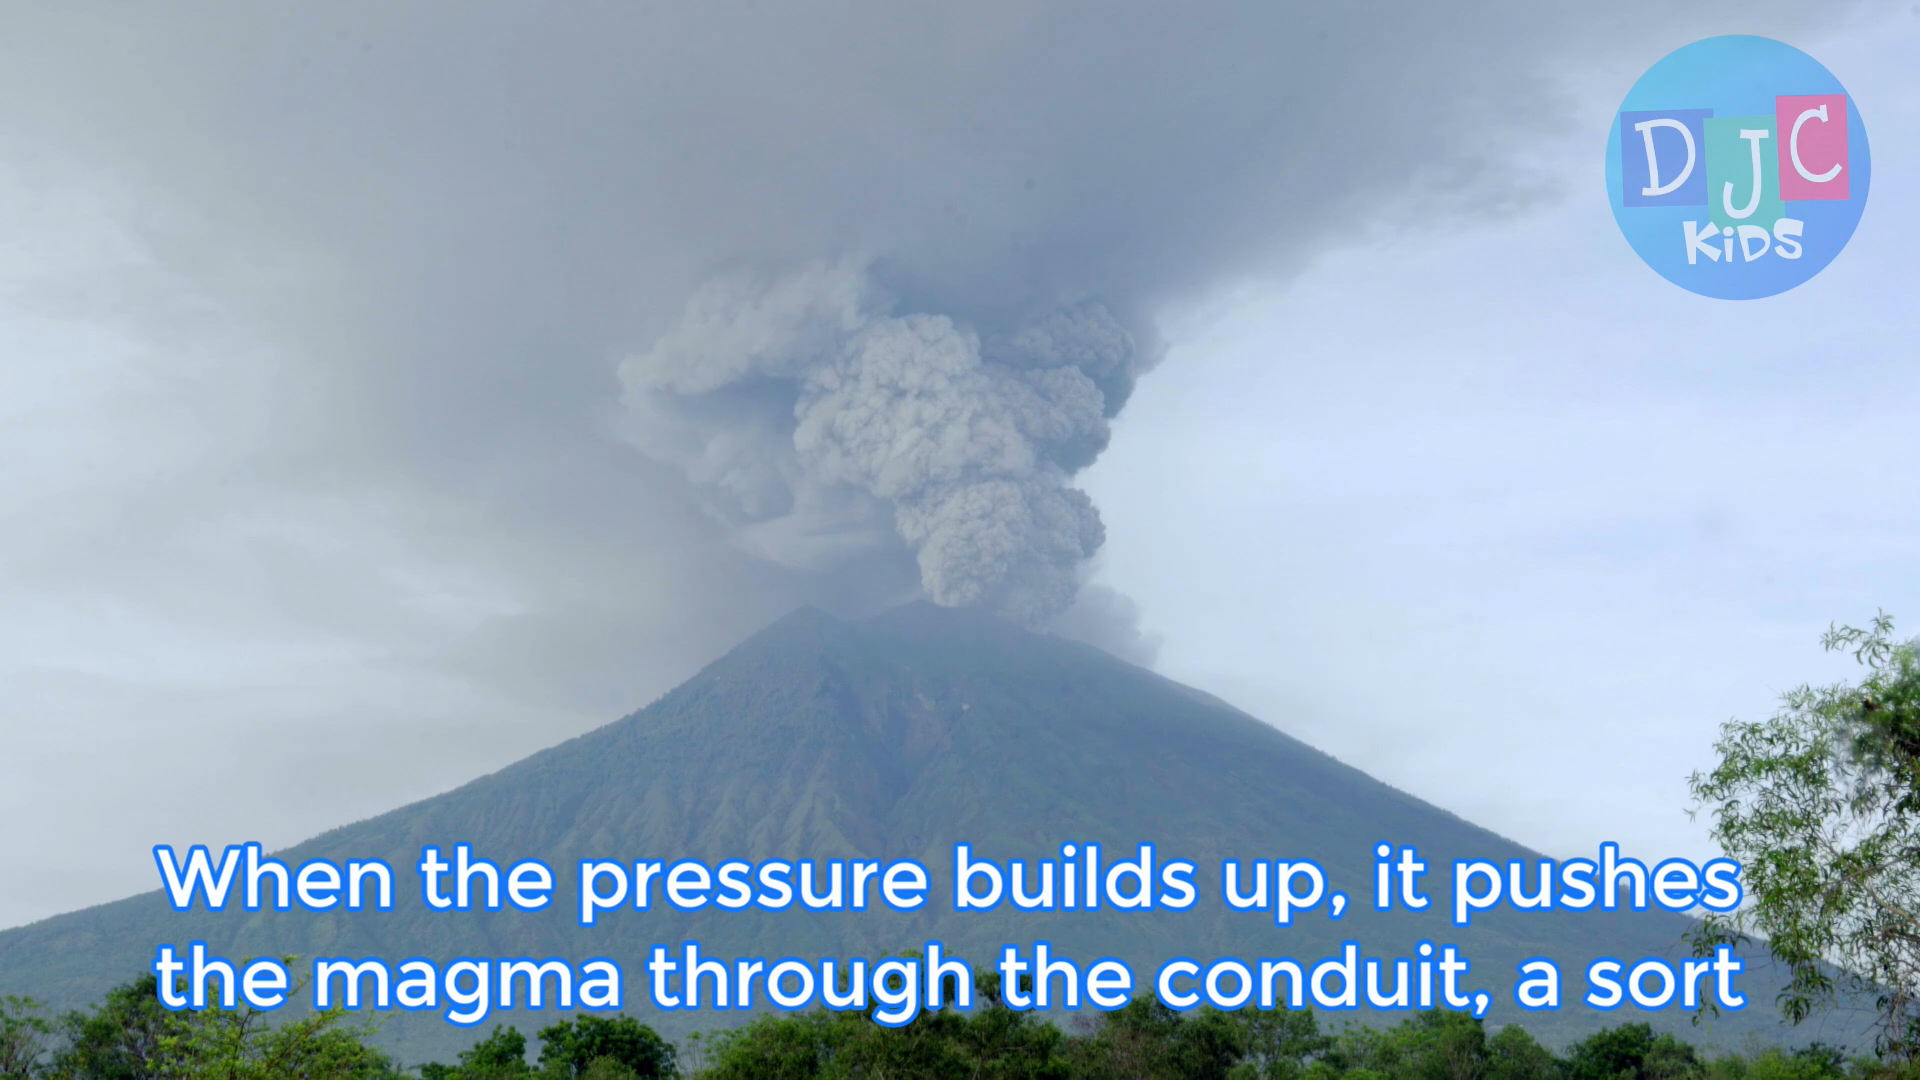 DJC
KiDS
When the pressure builds up, it pushes
the magma through the conduit, a sort